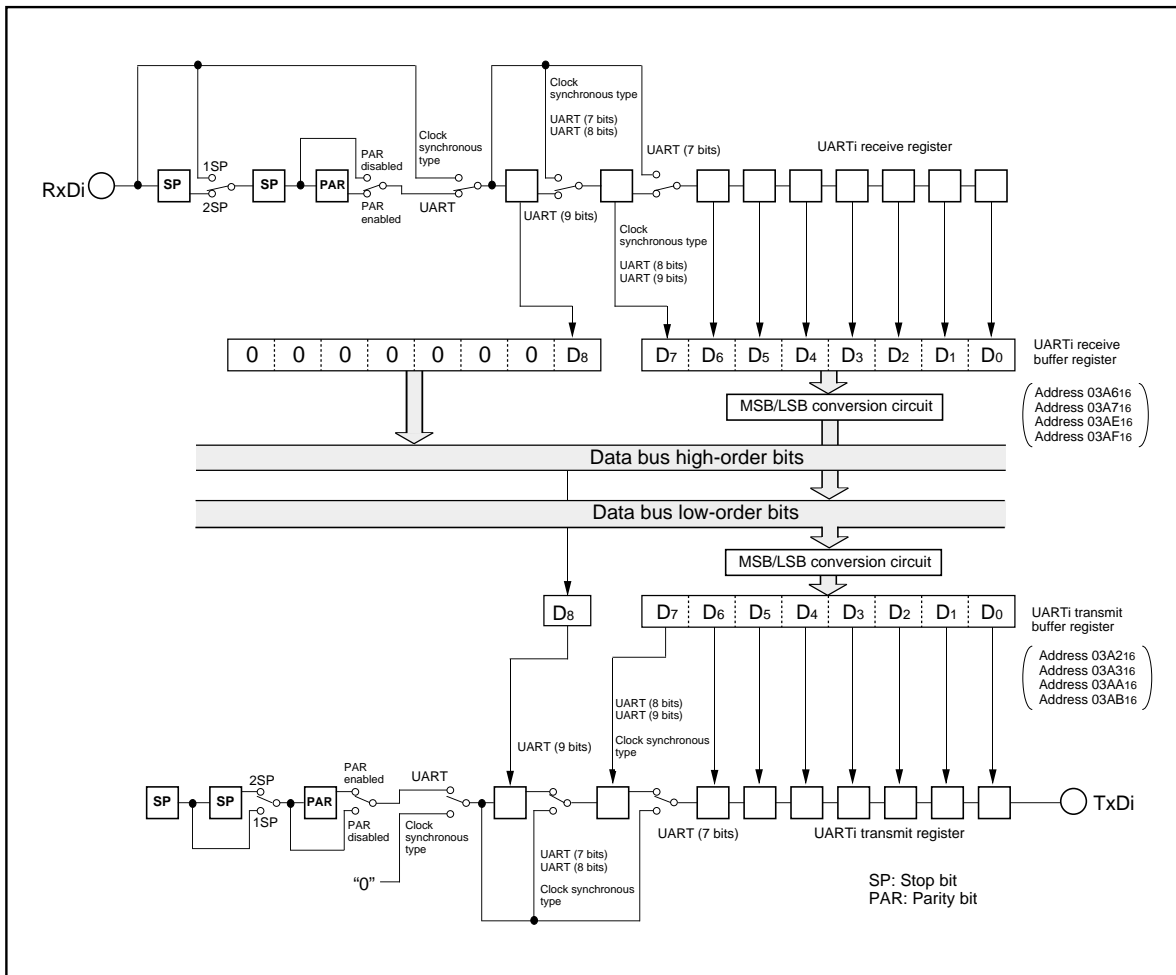 Clock
synchronous type
UART (7 bits)
UART (8 bits)
Clock
synchronous
type
UART (7 bits)
UARTi receive register
PAR
disabled
1SP
RxDi
SP
SP
PAR
2SP
PAR
enabled
UART
UART (9 bits)
Clock
synchronous type
UART (8 bits)
UART (9 bits)
0 0 0 0 0 0 0 D8
D7 D6 D5 D4 D3 D2 D1 D0
UARTi receive
buffer register
MSB/LSB conversion circuit
Address 03A616
Address 03A716
Address 03AE16
Address 03AF16
Data bus high-order bits
Data bus low-order bits
MSB/LSB conversion circuit
D8
D7 D6 D5 D4 D3 D2 D1 D0
UARTi transmit
buffer register
Address 03A216
Address 03A316
Address 03AA16
Address 03AB16
UART (8 bits)
UART (9 bits)
Clock synchronous
type
UART (9 bits)
PAR
enabled
UART
2SP
SP
SP
PAR
TxDi
1SP
PAR
disabled
Clock
synchronous
type
UART (7 bits)
UARTi transmit register
UART (7 bits)
UART (8 bits)
Clock synchronous
type
“0”
SP: Stop bit
PAR: Parity bit